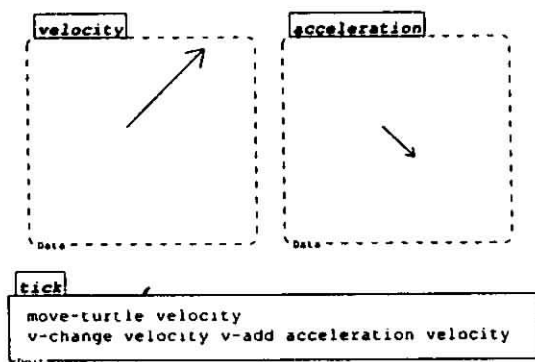 velocity
acceleration
Data
Data
tick
move-turtle velocity
v-change velocity v-add acceleration velocity